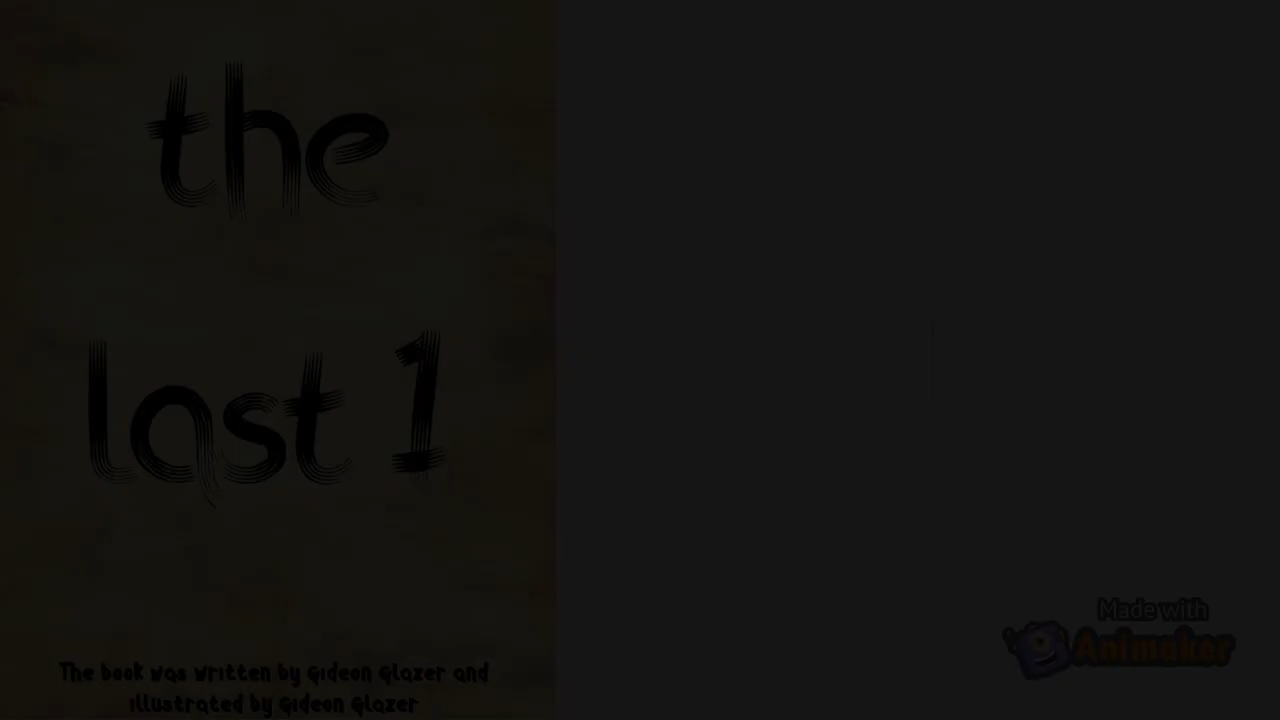 the
last 1
The book was written by Gideon Glazer and
illustrated by Gideon Glazer
Made with
Animaker